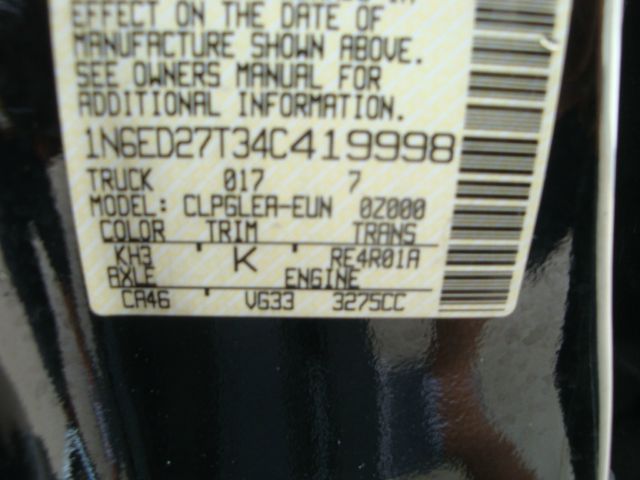 EFFECT ON THE DATE OF
MANUFACTURE SHOWN ABOVE.
SEE OWNERS MANUAL FOR
ADDITIONAL INFORMATION.
1N6ED27T34C419998
TRUCK 017 7
MODEL: CLPGLEA-EUN 0Z000
COLOR TRIM TRANS
KH3 K RE4R01A
AXLE ENGINE
CA46 VG33 3275CC